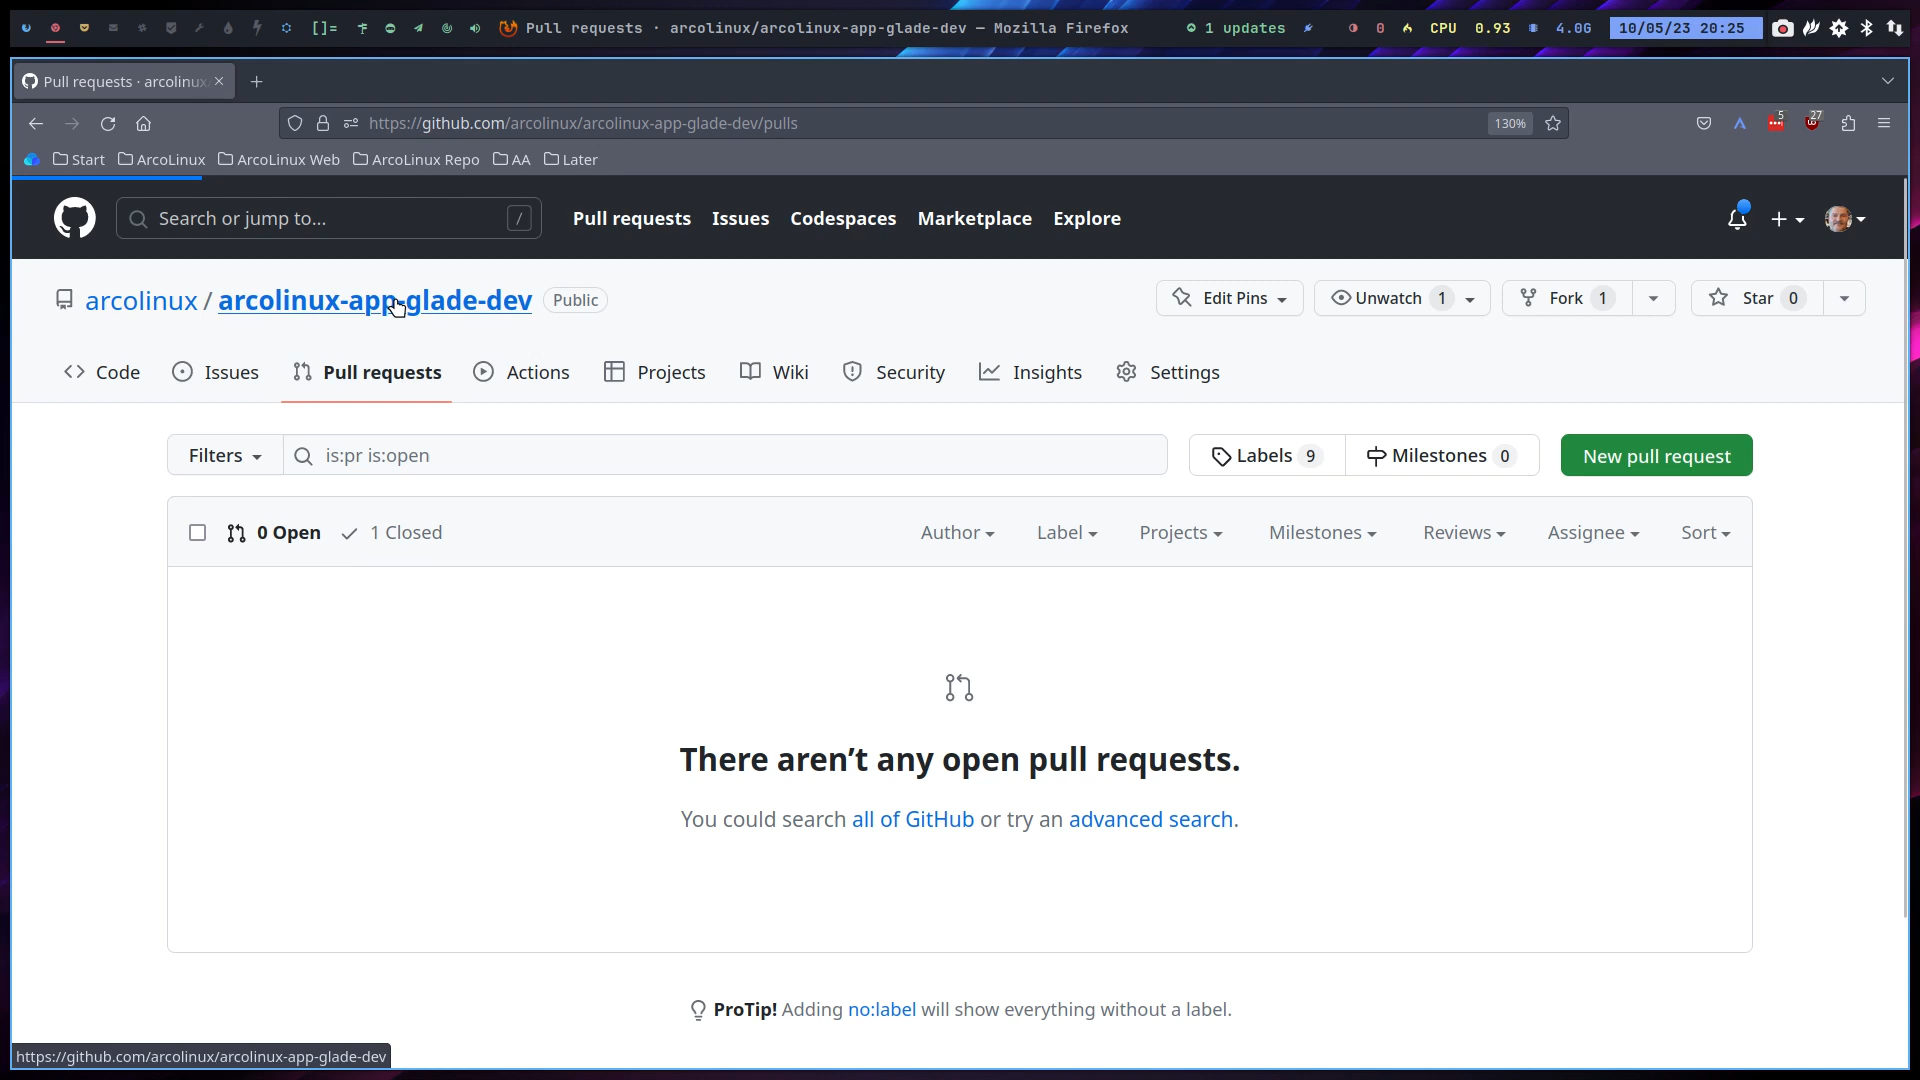 []= Pull requests · arcolinux/arcolinux-app-glade-dev — Mozilla Firefox 1 updates 0 CPU 0.93 4.0G 10/05/23 20:25
Pull requests · arcolinux
https://github.com/arcolinux/arcolinux-app-glade-dev/pulls 130% 5 27
Start ArcoLinux ArcoLinux Web ArcoLinux Repo AA Later
Search or jump to... / Pull requests Issues Codespaces Marketplace Explore
arcolinux / arcolinux-app-glade-dev Public Edit Pins Unwatch 1 Fork 1 Star 0
Code Issues Pull requests Actions Projects Wiki Security Insights Settings
Filters is:pr is:open Labels 9 Milestones 0 New pull request
0 Open 1 Closed Author Label Projects Milestones Reviews Assignee Sort
There aren’t any open pull requests.
You could search all of GitHub or try an advanced search.
ProTip! Adding no:label will show everything without a label.
https://github.com/arcolinux/arcolinux-app-glade-dev